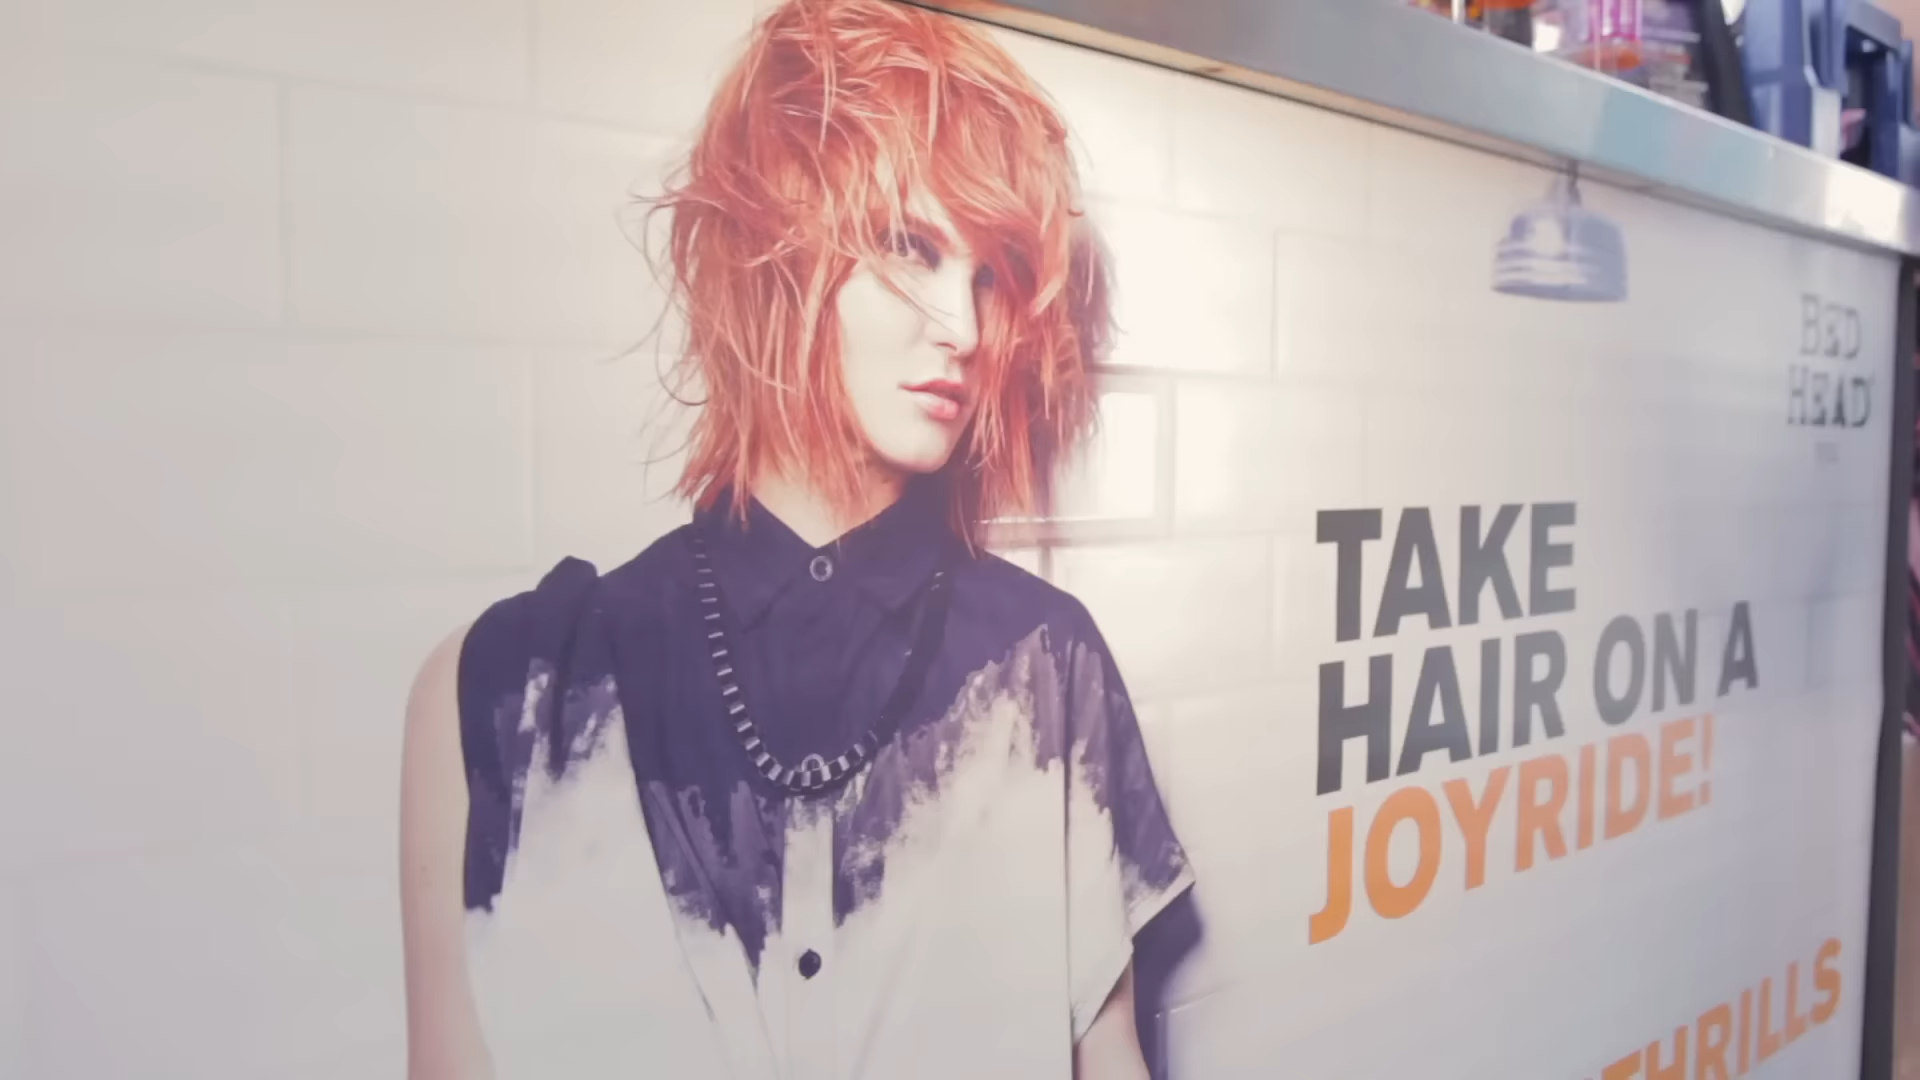 BED
HEAD
TAKE
HAIR ON A
JOYRIDE!
THRILLS